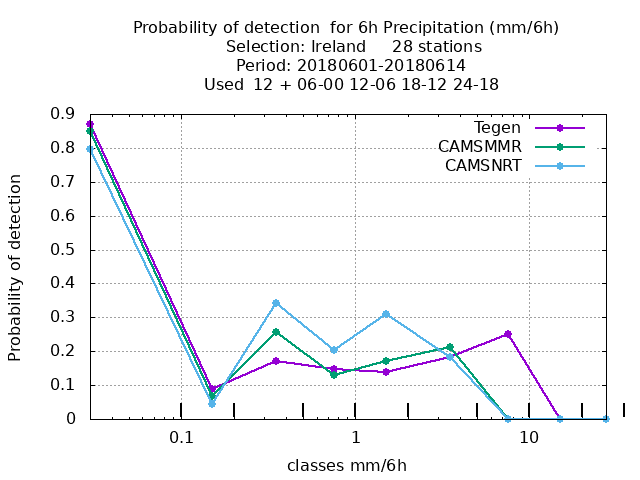 Probability of detection  for 6h Precipitation (mm/6h)
Selection: Ireland     28 stations
Period: 20180601-20180614
Used  12 + 06-00 12-06 18-12 24-18
Tegen
CAMSMMR
CAMSNRT
0.9
0.8
0.7
0.6
0.5
0.4
0.3
0.2
0.1
0
Probability of detection
0.1 1 10
classes mm/6h